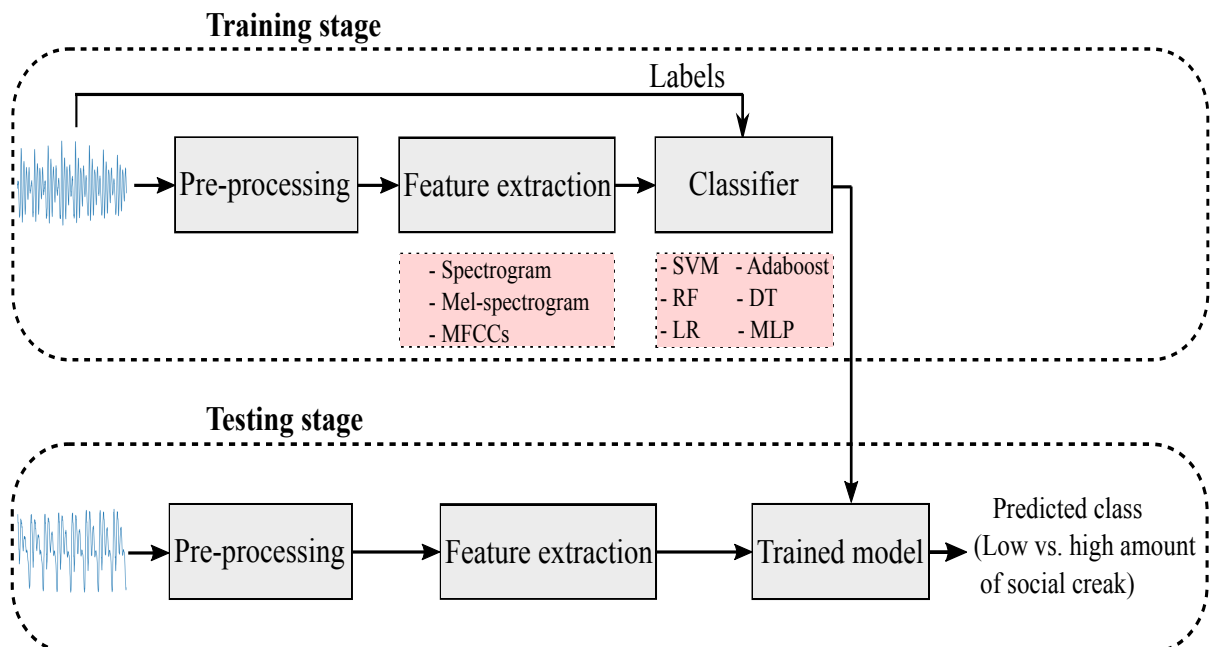 Training stage
Labels
Pre-processing
Feature extraction
Classifier
- Spectrogram
- Mel-spectrogram
- MFCCs
- SVM - Adaboost
- RF - DT
- LR - MLP
Testing stage
Pre-processing
Feature extraction
Trained model
Predicted class
(Low vs. high amount
of social creak)